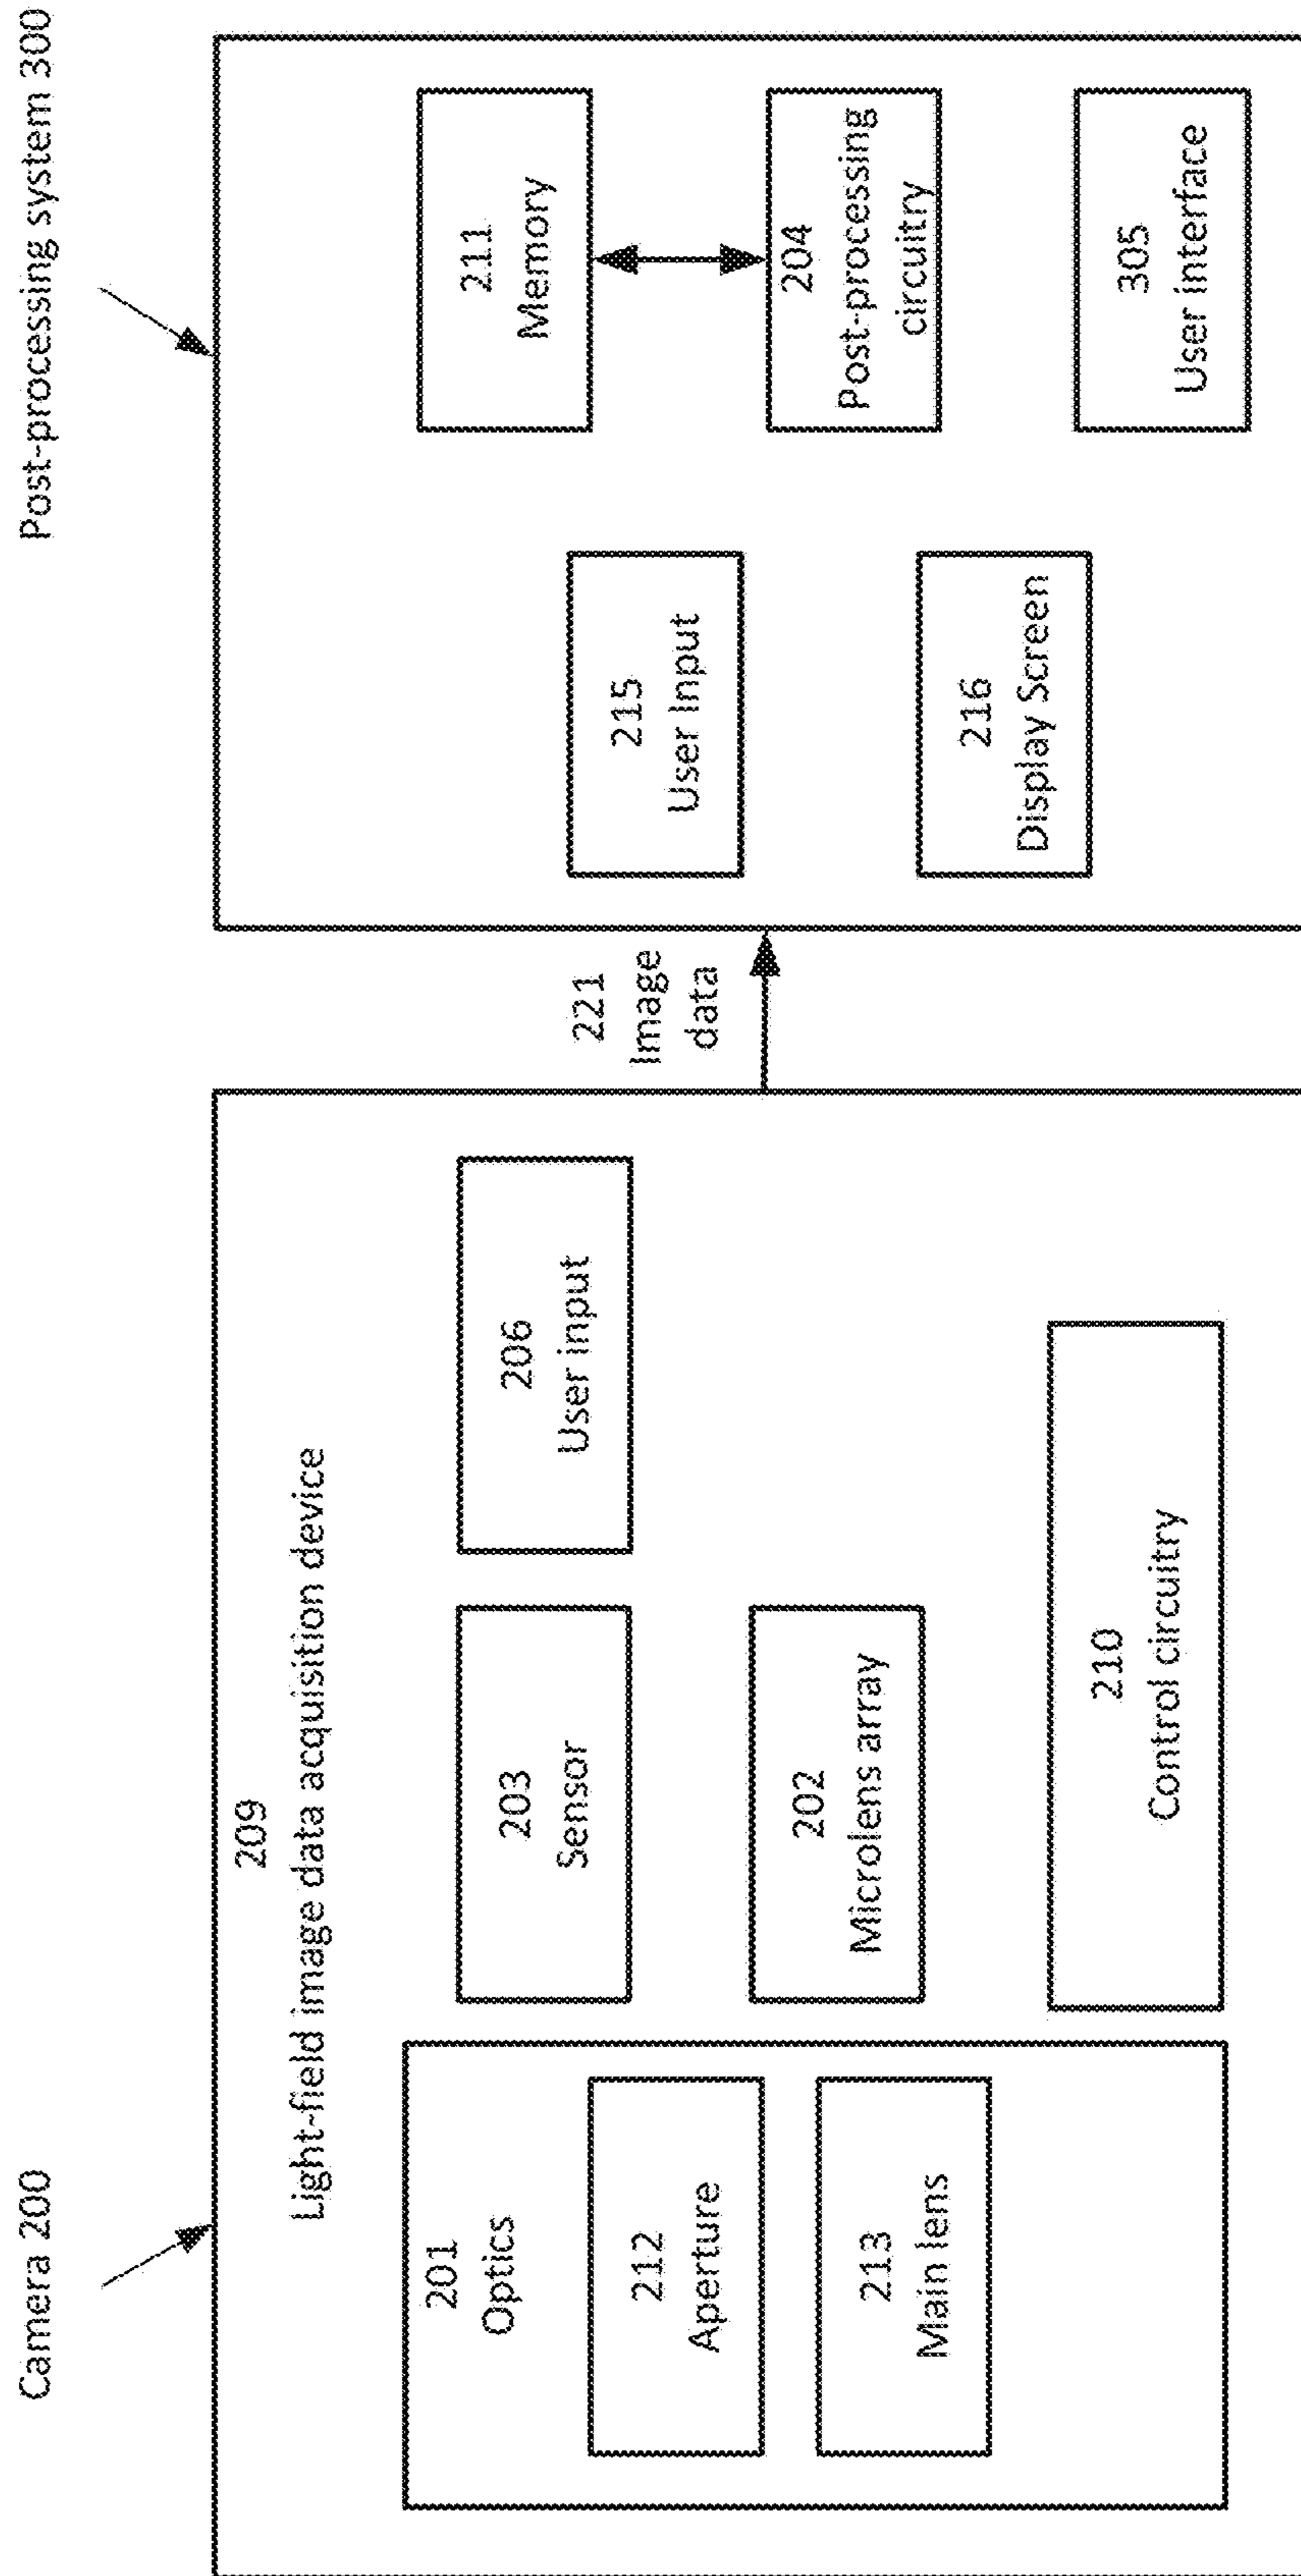 Camera 200
Post-processing system 300
209
Light-field image data acquisition device
201
Optics
212
Aperture
213
Main lens
203
Sensor
202
Microlens array
206
User input
210
Control circuitry
221
Image
data
215
User Input
216
Display Screen
211
Memory
204
Post-processing
circuitry
305
User interface